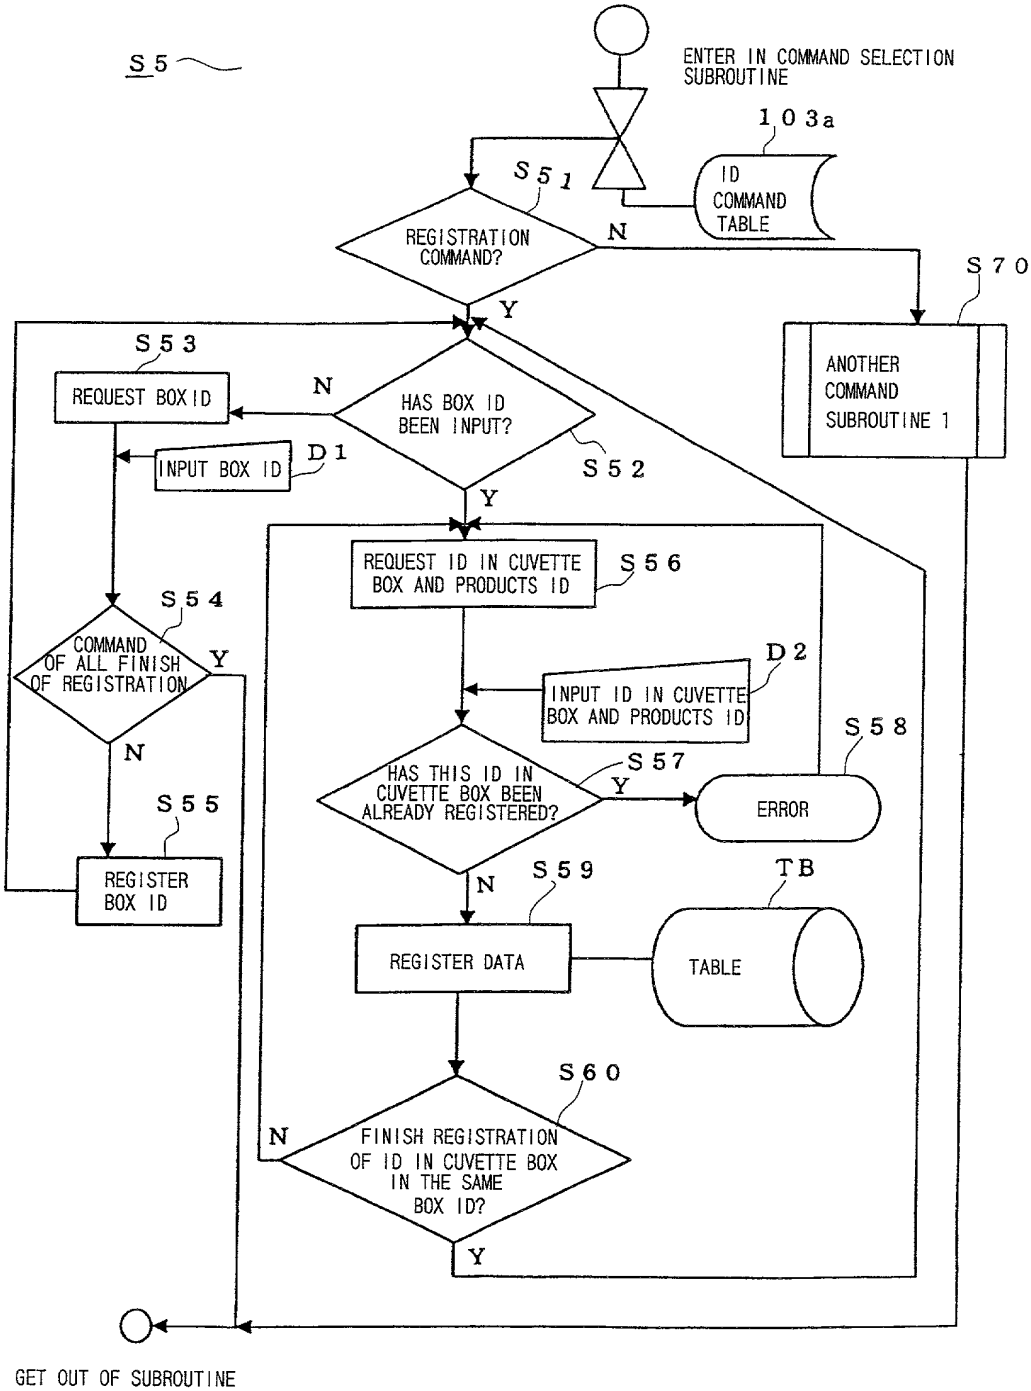 S5
ENTER IN COMMAND SELECTION
SUBROUTINE
103a
ID
COMMAND
TABLE
S51
REGISTRATION
COMMAND?
N
Y
S70
ANOTHER
COMMAND
SUBROUTINE 1
S53
REQUEST BOX ID
N
HAS BOX ID
BEEN INPUT?
S52
D1
INPUT BOX ID
Y
REQUEST ID IN CUVETTE
BOX AND PRODUCTS ID
S56
S54
COMMAND
OF ALL FINISH
OF REGISTRATION
Y
N
D2
INPUT ID IN CUVETTE
BOX AND PRODUCTS ID
S57
HAS THIS ID IN
CUVETTE BOX BEEN
ALREADY REGISTERED?
Y
S58
ERROR
S55
REGISTER
BOX ID
N
S59
REGISTER DATA
TB
TABLE
S60
N
FINISH REGISTRATION
OF ID IN CUVETTE BOX
IN THE SAME
BOX ID?
Y
GET OUT OF SUBROUTINE